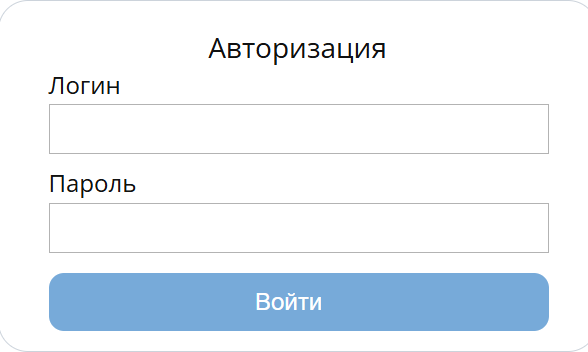 Авторизация
Логин
Пароль
Войти